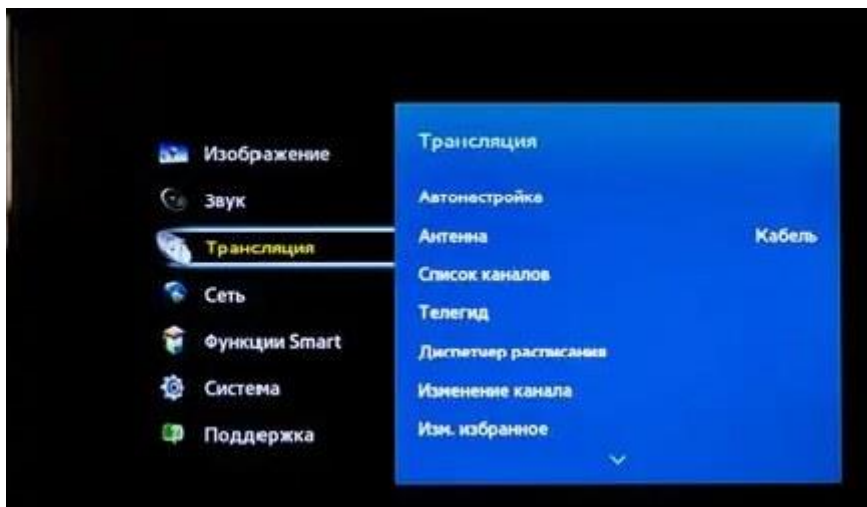 Изображение
Звук
Трансляция
Сеть
Функции Smart
Система
Поддержка
Трансляция
Автонастройка
Антенна Кабель
Список каналов
Телегид
Диспетчер расписания
Изменение канала
Изм. избранное